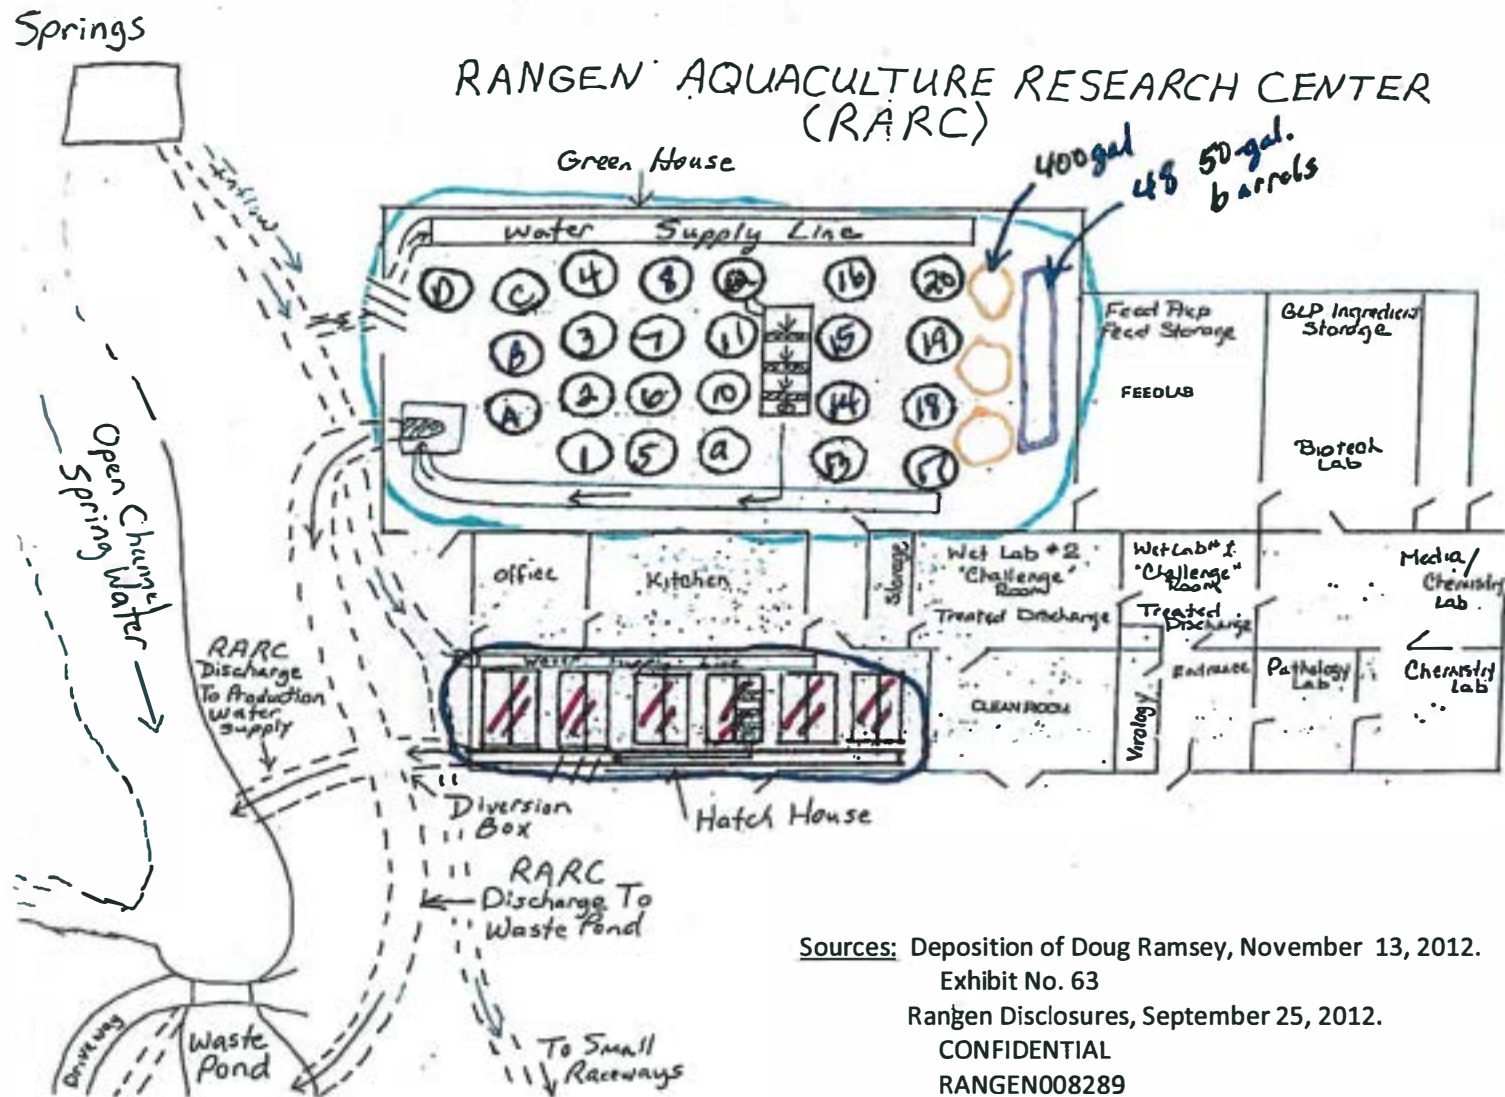 Springs
RANGEN AQUACULTURE RESEARCH CENTER
(RARC)
Green House
400 gal
48 50-gal.
barrels
Inflow
Water Supply Line
D
C
4
8
12
16
20
B
3
7
11
15
19
A
2
6
10
14
18
1
5
9
13
17
Feed Prep
Feed Storage
FEEDLAB
GLP Ingredient
Storage
Biotech
Lab
Open Channel
Spring Water
Office
Kitchen
Storage
Wet Lab #2
"Challenge"
Room
Treated Discharge
Wet Lab #1
"Challenge"
Room
Treated
Discharge
Media/
Chemistry
Lab
Water Supply Line
CLEAN ROOM
Virology
Entrance
Pathology
Lab
Chemistry
Lab
RARC
Discharge
To Production
Water
Supply
Diversion
Box
Hatch House
RARC
Discharge To
Waste Pond
Driveway
Waste
Pond
To Small
Raceways
Sources: Deposition of Doug Ramsey, November 13, 2012.
Exhibit No. 63
Rangen Disclosures, September 25, 2012.
CONFIDENTIAL
RANGEN008289